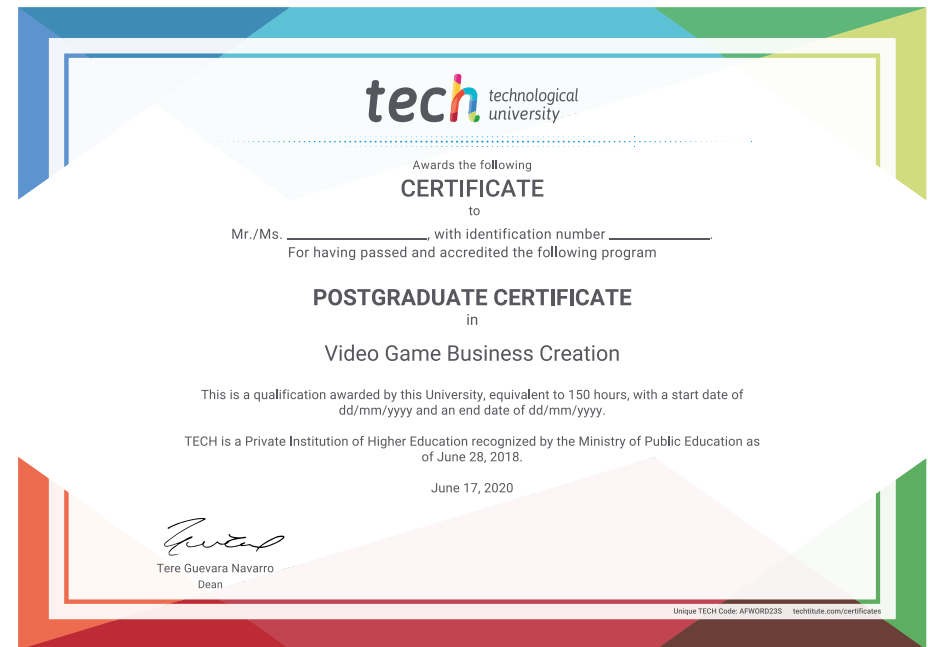 tech technological
university
Awards the following
CERTIFICATE
to
Mr./Ms. ____________________, with identification number ______________.
For having passed and accredited the following program
POSTGRADUATE CERTIFICATE
in
Video Game Business Creation
This is a qualification awarded by this University, equivalent to 150 hours, with a start date of
dd/mm/yyyy and an end date of dd/mm/yyyy.
TECH is a Private Institution of Higher Education recognized by the Ministry of Public Education as
of June 28, 2018.
June 17, 2020
Tere Guevara Navarro
Dean
Unique TECH Code: AFWORD23S techtitute.com/certificates